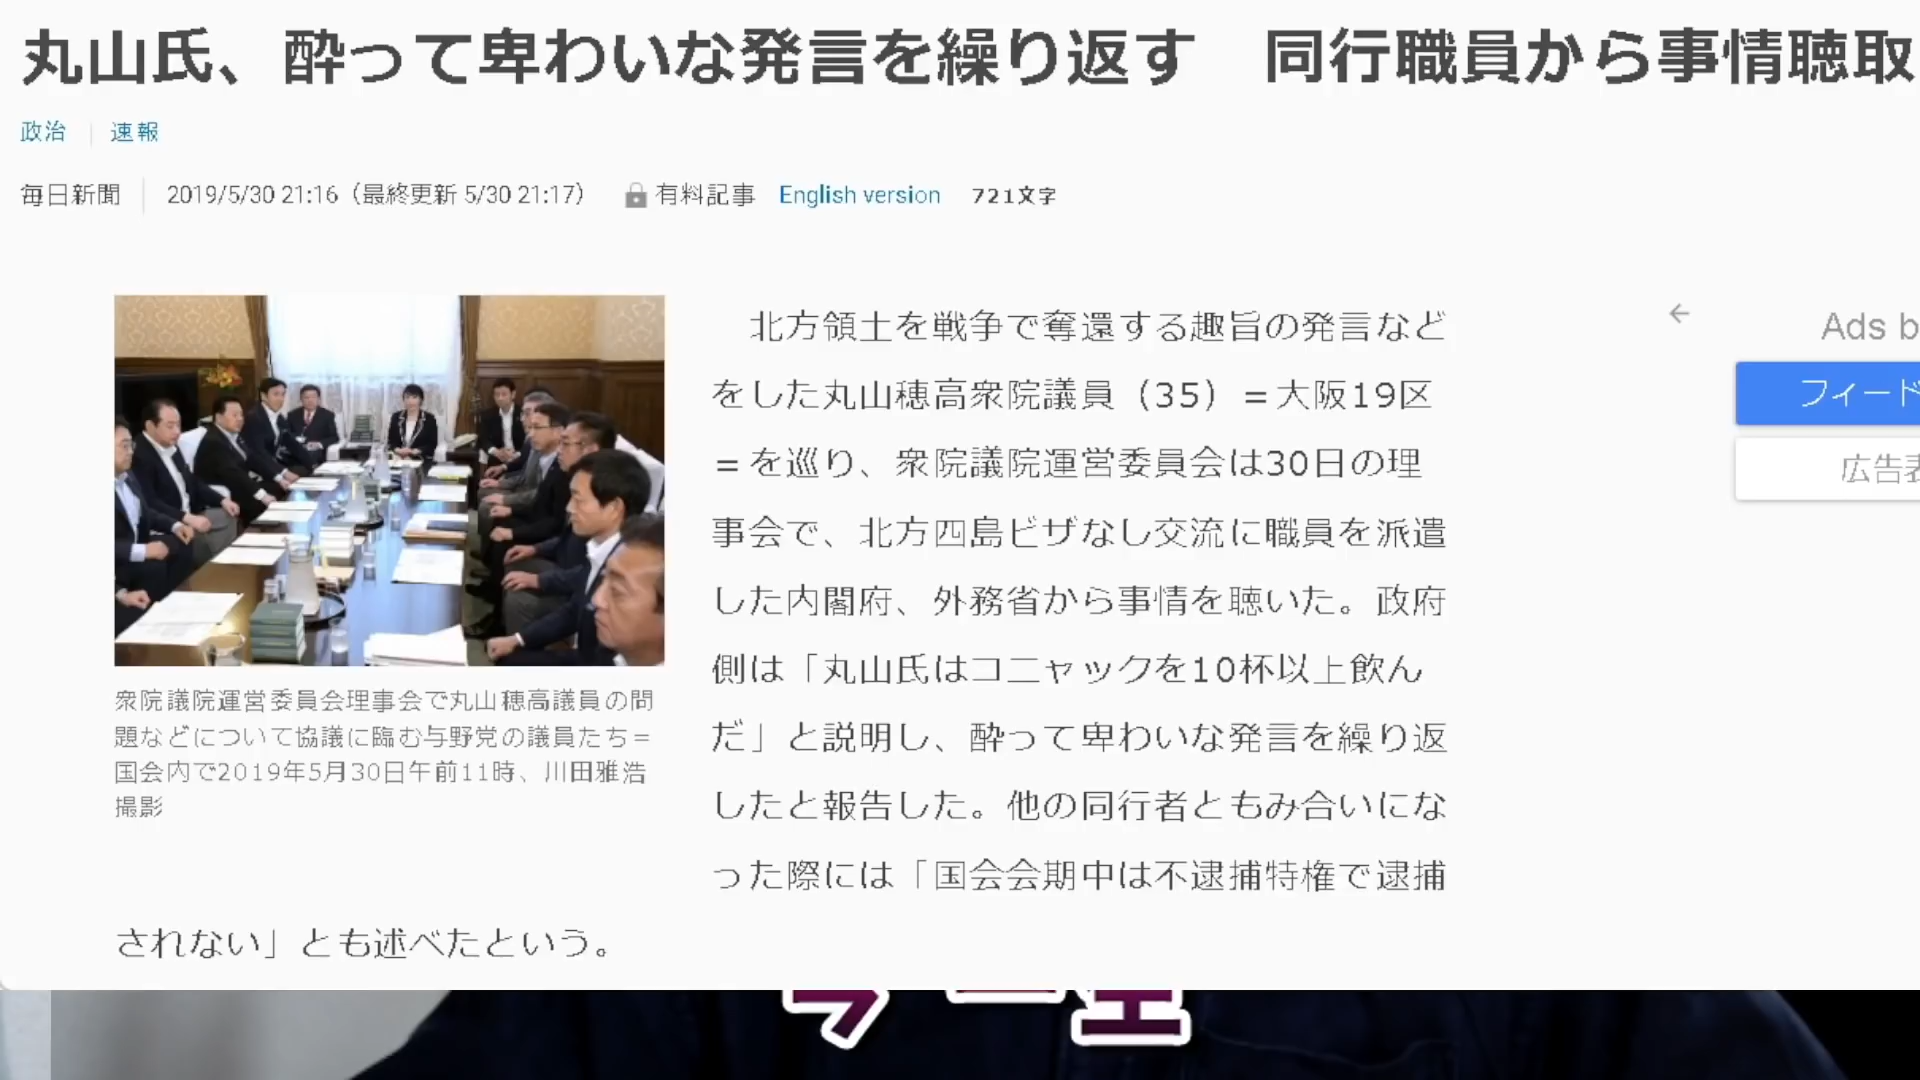 丸山氏、酔って卑わいな発言を繰り返す　同行職員から事情聴取
政治 速報
毎日新聞 2019/5/30 21:16（最終更新 5/30 21:17） 有料記事 English version 721文字
北方領土を戦争で奪還する趣旨の発言など
をした丸山穂高衆院議員（35）＝大阪19区
＝を巡り、衆院議院運営委員会は30日の理
事会で、北方四島ビザなし交流に職員を派遣
した内閣府、外務省から事情を聴いた。政府
側は「丸山氏はコニャックを10杯以上飲ん
だ」と説明し、酔って卑わいな発言を繰り返
したと報告した。他の同行者ともみ合いにな
った際には「国会会期中は不逮捕特権で逮捕
されない」とも述べたという。
衆院議院運営委員会理事会で丸山穂高議員の問
題などについて協議に臨む与野党の議員たち＝
国会内で2019年5月30日午前11時、川田雅浩
撮影
Ads b
フィード
広告表